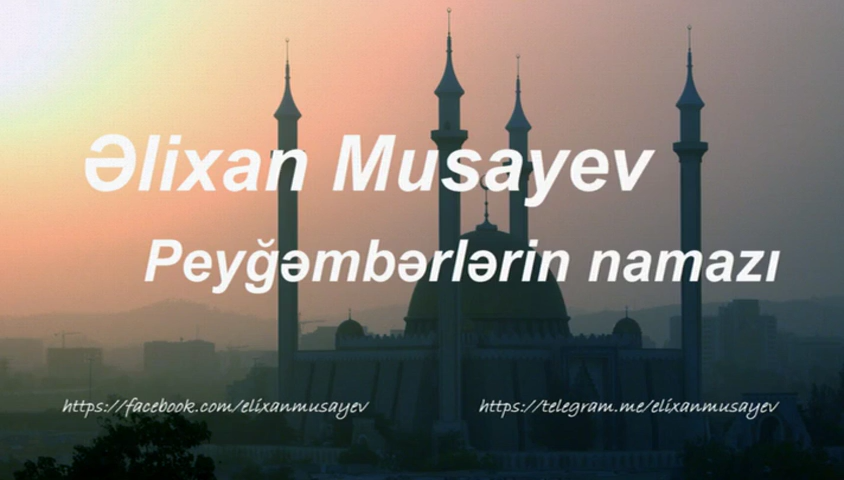 Əlixan Musayev
Peyğəmbərlərin namazı
https://facebook.com/elixanmusayev
https://telegram.me/elixanmusayev